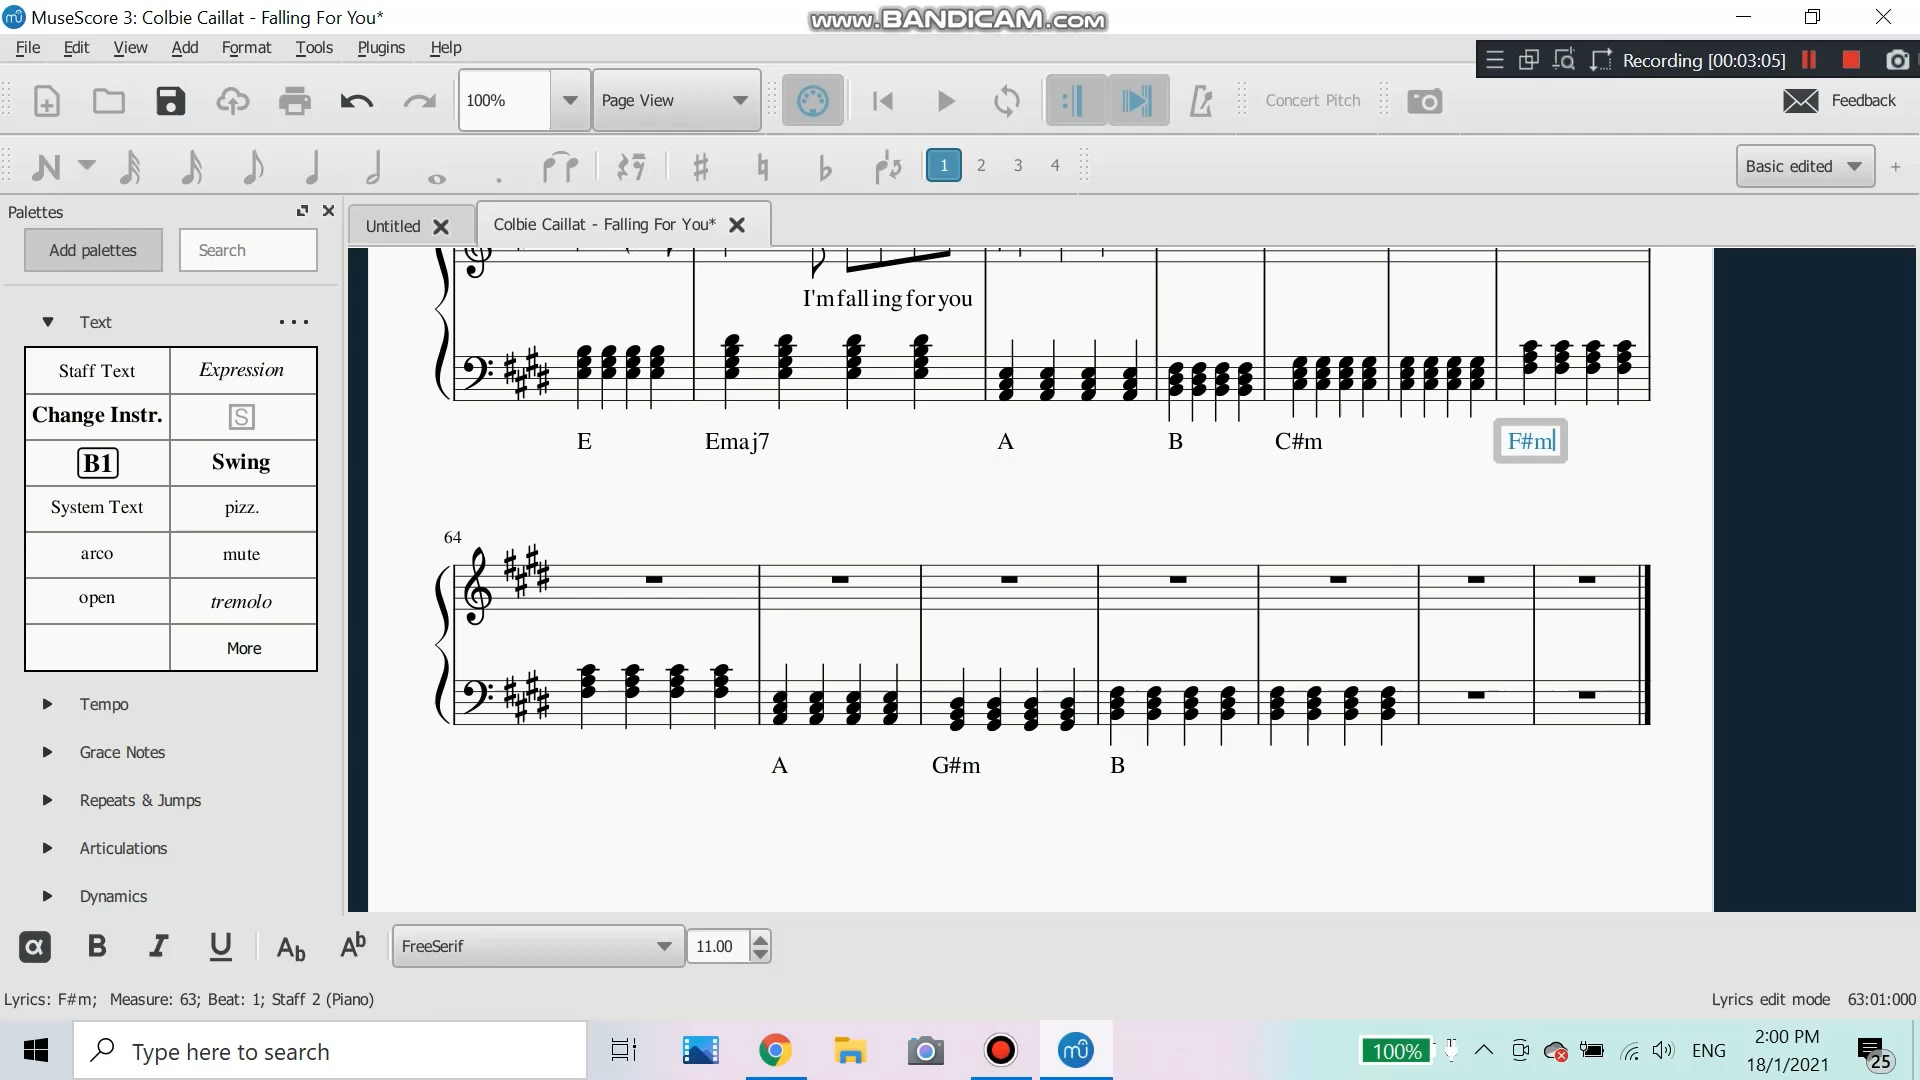 MuseScore 3: Colbie Caillat - Falling For You*
www.BANDICAM.com
File Edit View Add Format Tools Plugins Help
Recording [00:03:05]
100% Page View Concert Pitch Feedback
1 2 3 4 Basic edited +
Palettes
Add palettes Search
Untitled Colbie Caillat - Falling For You*
Text
Staff Text Expression
Change Instr. S
B1 Swing
System Text pizz.
arco mute
open tremolo
More
Tempo
Grace Notes
Repeats & Jumps
Articulations
Dynamics
I'm fall ing for you
E Emaj7 A B C#m F#m
64
A G#m B
B I U Ab Ab FreeSerif 11.00
Lyrics: F#m; Measure: 63; Beat: 1; Staff 2 (Piano) Lyrics edit mode 63:01:000
Type here to search
100% ENG
2:00 PM
18/1/2021
25